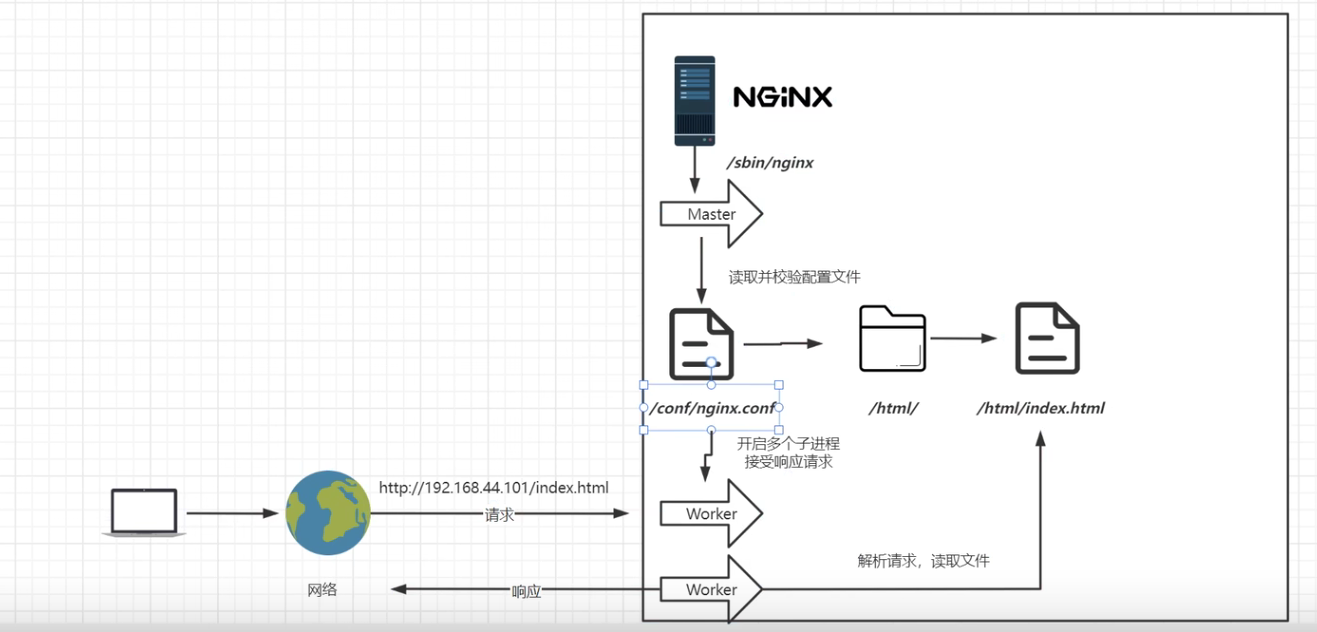 NGiNX
/sbin/nginx
Master
读取并校验配置文件
/conf/nginx.conf
/html/
/html/index.html
开启多个子进程
接受响应请求
http://192.168.44.101/index.html
请求
Worker
解析请求，读取文件
网络
响应
Worker